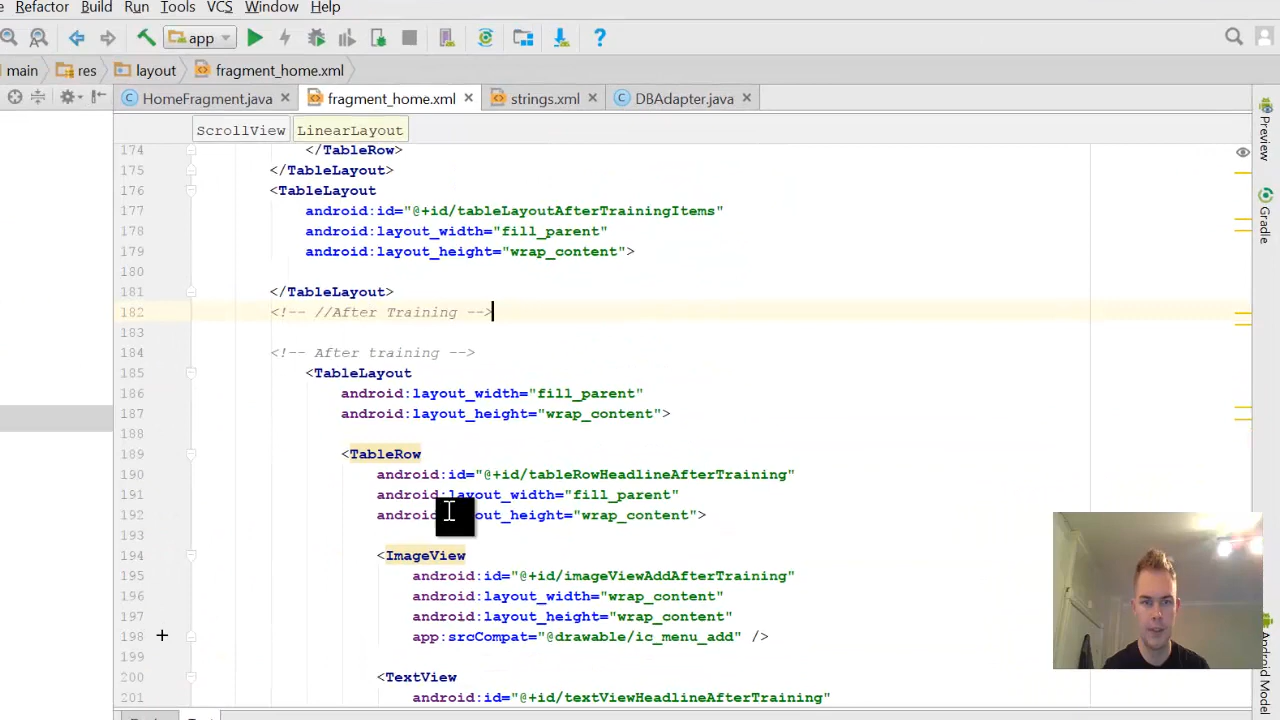 Refactor Build Run Tools VCS Window Help
app
main res layout fragment_home.xml
HomeFragment.java fragment_home.xml strings.xml DBAdapter.java
ScrollView LinearLayout
174 </TableRow>
175 </TableLayout>
176 <TableLayout
177 android:id="@+id/tableLayoutAfterTrainingItems"
178 android:layout_width="fill_parent"
179 android:layout_height="wrap_content">
180
181 </TableLayout>
182 <!-- //After Training -->
183
184 <!-- After training -->
185 <TableLayout
186 android:layout_width="fill_parent"
187 android:layout_height="wrap_content">
188
189 <TableRow
190 android:id="@+id/tableRowHeadlineAfterTraining"
191 android:layout_width="fill_parent"
192 android out_height="wrap_content">
193
194 <ImageView
195 android:id="@+id/imageViewAddAfterTraining"
196 android:layout_width="wrap_content"
197 android:layout_height="wrap_content"
198 app:srcCompat="@drawable/ic_menu_add" />
199
200 <TextView
201 android:id="@+id/textViewHeadlineAfterTraining"
Preview
Gradle
Android Model